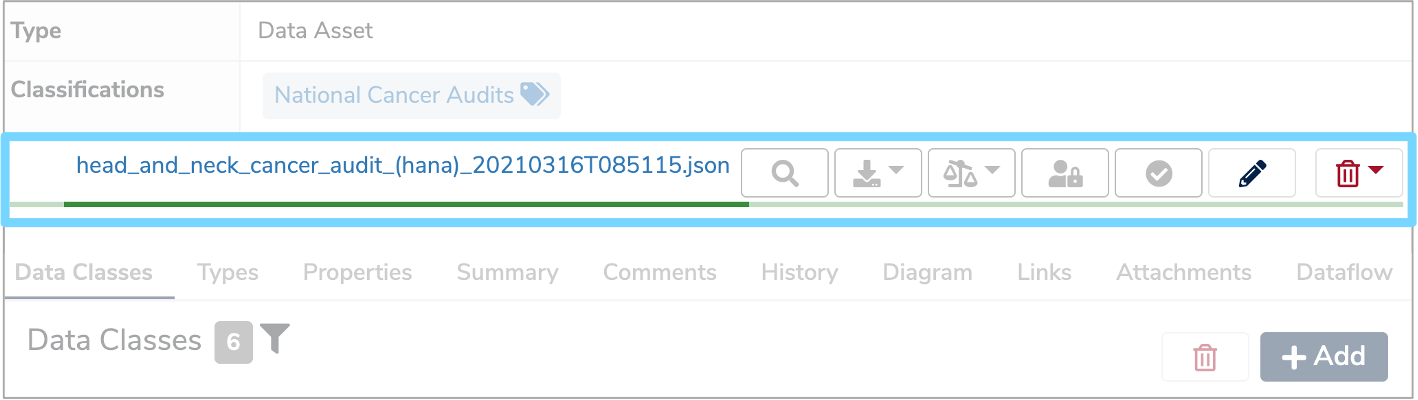 Type Data Asset
Classifications National Cancer Audits
head_and_neck_cancer_audit_(hana)_20210316T085115.json
Data Classes Types Properties Summary Comments History Diagram Links Attachments Dataflow
Data Classes 6
Add